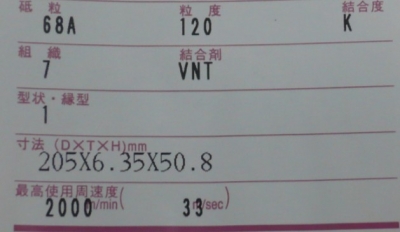 砥粒 粒度 結合度
68A 120 K
組織 結合剤
7 VNT
型状・縁型
1
寸法(D×T×H)mm
205X6.35X50.8
最高使用周速度
2000m/min( 33m/sec)